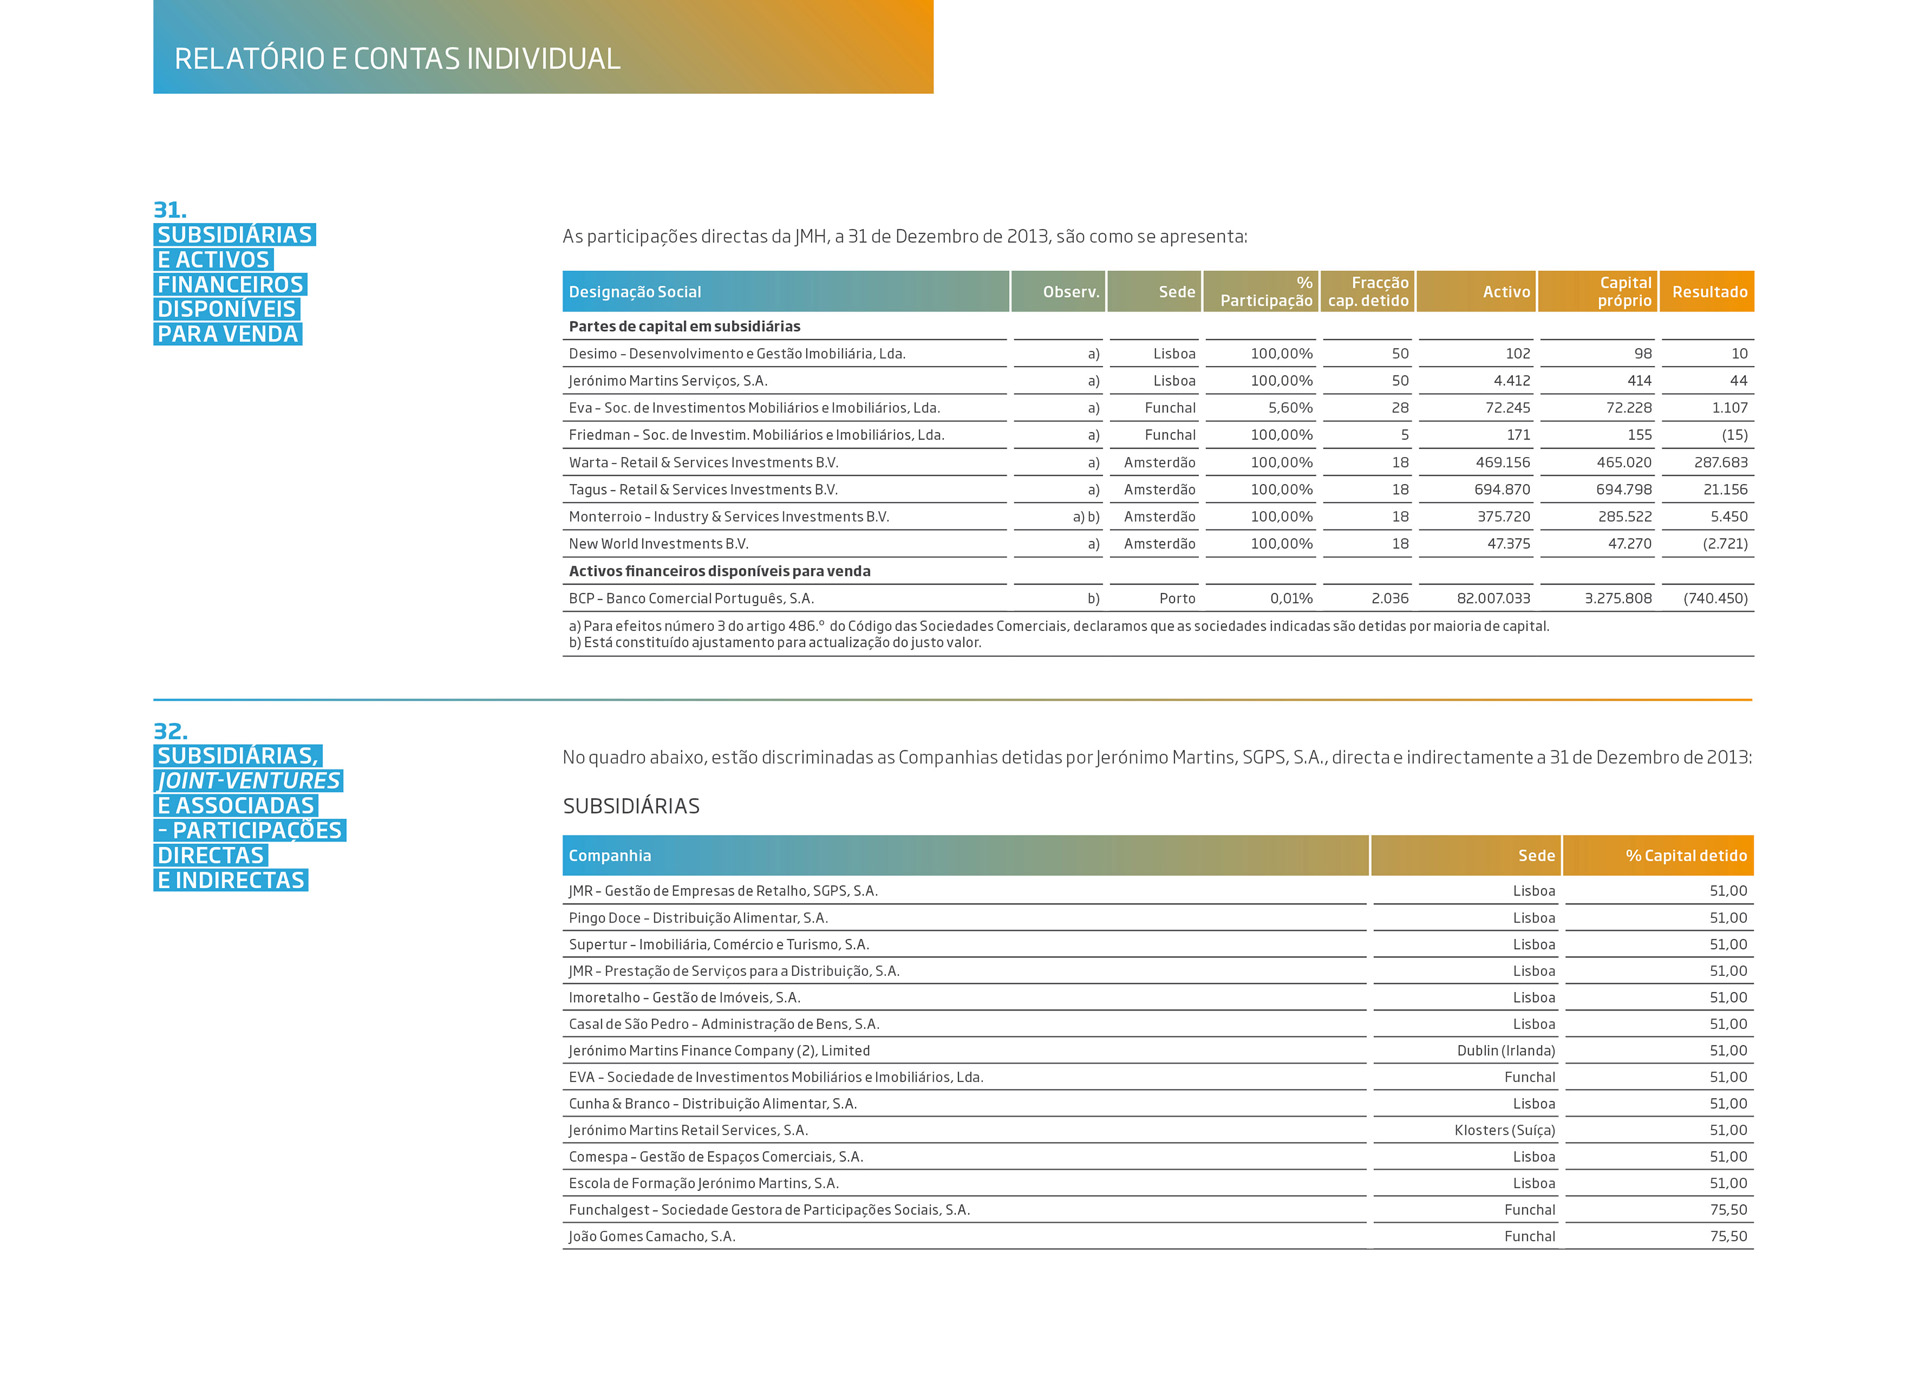 RELATÓRIO E CONTAS INDIVIDUAL
31.
SUBSIDIÁRIAS
E ACTIVOS
FINANCEIROS
DISPONÍVEIS
PARA VENDA
As participações directas da JMH, a 31 de Dezembro de 2013, são como se apresenta:
Designação Social Observ. Sede % Participação Fracção cap. detido Activo Capital próprio Resultado
Partes de capital em subsidiárias
Desimo – Desenvolvimento e Gestão Imobiliária, Lda. a) Lisboa 100,00% 50 102 98 10
Jerónimo Martins Serviços, S.A. a) Lisboa 100,00% 50 4.412 414 44
Eva – Soc. de Investimentos Mobiliários e Imobiliários, Lda. a) Funchal 5,60% 28 72.245 72.228 1.107
Friedman – Soc. de Investim. Mobiliários e Imobiliários, Lda. a) Funchal 100,00% 5 171 155 (15)
Warta – Retail & Services Investments B.V. a) Amsterdão 100,00% 18 469.156 465.020 287.683
Tagus – Retail & Services Investments B.V. a) Amsterdão 100,00% 18 694.870 694.798 21.156
Monterroio – Industry & Services Investments B.V. a) b) Amsterdão 100,00% 18 375.720 285.522 5.450
New World Investments B.V. a) Amsterdão 100,00% 18 47.375 47.270 (2.721)
Activos financeiros disponíveis para venda
BCP – Banco Comercial Português, S.A. b) Porto 0,01% 2.036 82.007.033 3.275.808 (740.450)
a) Para efeitos número 3 do artigo 486.º do Código das Sociedades Comerciais, declaramos que as sociedades indicadas são detidas por maioria de capital.
b) Está constituído ajustamento para actualização do justo valor.
32.
SUBSIDIÁRIAS,
JOINT-VENTURES
E ASSOCIADAS
– PARTICIPAÇÕES
DIRECTAS
E INDIRECTAS
No quadro abaixo, estão discriminadas as Companhias detidas por Jerónimo Martins, SGPS, S.A., directa e indirectamente a 31 de Dezembro de 2013:
SUBSIDIÁRIAS
Companhia Sede % Capital detido
JMR – Gestão de Empresas de Retalho, SGPS, S.A. Lisboa 51,00
Pingo Doce – Distribuição Alimentar, S.A. Lisboa 51,00
Supertur – Imobiliária, Comércio e Turismo, S.A. Lisboa 51,00
JMR – Prestação de Serviços para a Distribuição, S.A. Lisboa 51,00
Imoretalho – Gestão de Imóveis, S.A. Lisboa 51,00
Casal de São Pedro – Administração de Bens, S.A. Lisboa 51,00
Jerónimo Martins Finance Company (2), Limited Dublin (Irlanda) 51,00
EVA – Sociedade de Investimentos Mobiliários e Imobiliários, Lda. Funchal 51,00
Cunha & Branco – Distribuição Alimentar, S.A. Lisboa 51,00
Jerónimo Martins Retail Services, S.A. Klosters (Suíça) 51,00
Comespa – Gestão de Espaços Comerciais, S.A. Lisboa 51,00
Escola de Formação Jerónimo Martins, S.A. Lisboa 51,00
Funchalgest – Sociedade Gestora de Participações Sociais, S.A. Funchal 75,50
João Gomes Camacho, S.A. Funchal 75,50